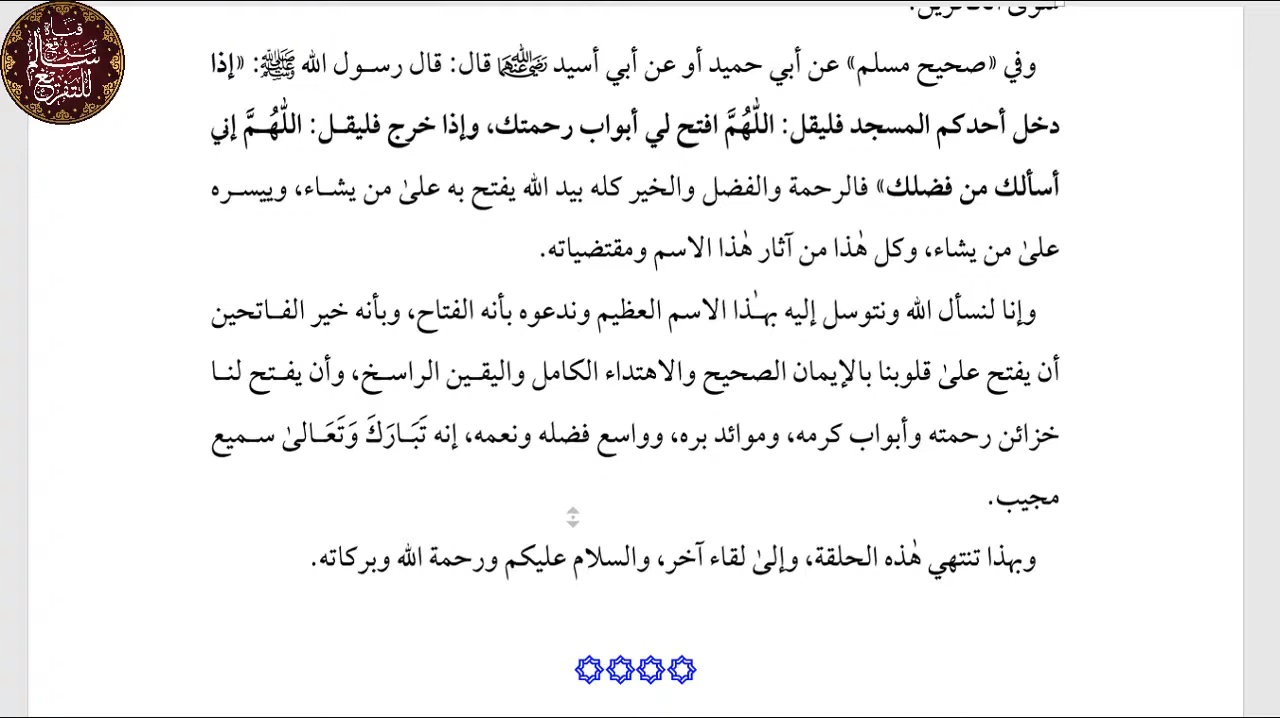 قناة
موقع
سالم
للتفريغ
سوى الكافرين.
وفي «صحيح مسلم» عن أبي حميد أو عن أبي أسيد رضي الله عنهما قال: قال رسول الله ﷺ: «إذا
دخل أحدكم المسجد فليقل: اللَّهُمَّ افتح لي أبواب رحمتك، وإذا خرج فليقل: اللَّهُمَّ إني
أسألك من فضلك» فالرحمة والفضل والخير كله بيد الله يفتح به علىٰ من يشاء، وييسره
علىٰ من يشاء، وكل هٰذا من آثار هٰذا الاسم ومقتضياته.
وإنا لنسأل الله ونتوسل إليه بهٰذا الاسم العظيم وندعوه بأنه الفتاح، وبأنه خير الفاتحين
أن يفتح علىٰ قلوبنا بالإيمان الصحيح والاهتداء الكامل واليقين الراسخ، وأن يفتح لنا
خزائن رحمته وأبواب كرمه، وموائد بره، وواسع فضله ونعمه، إنه تَبَارَكَ وَتَعَالىٰ سميع
مجيب.
وبهذا تنتهي هٰذه الحلقة، وإلىٰ لقاء آخر، والسلام عليكم ورحمة الله وبركاته.